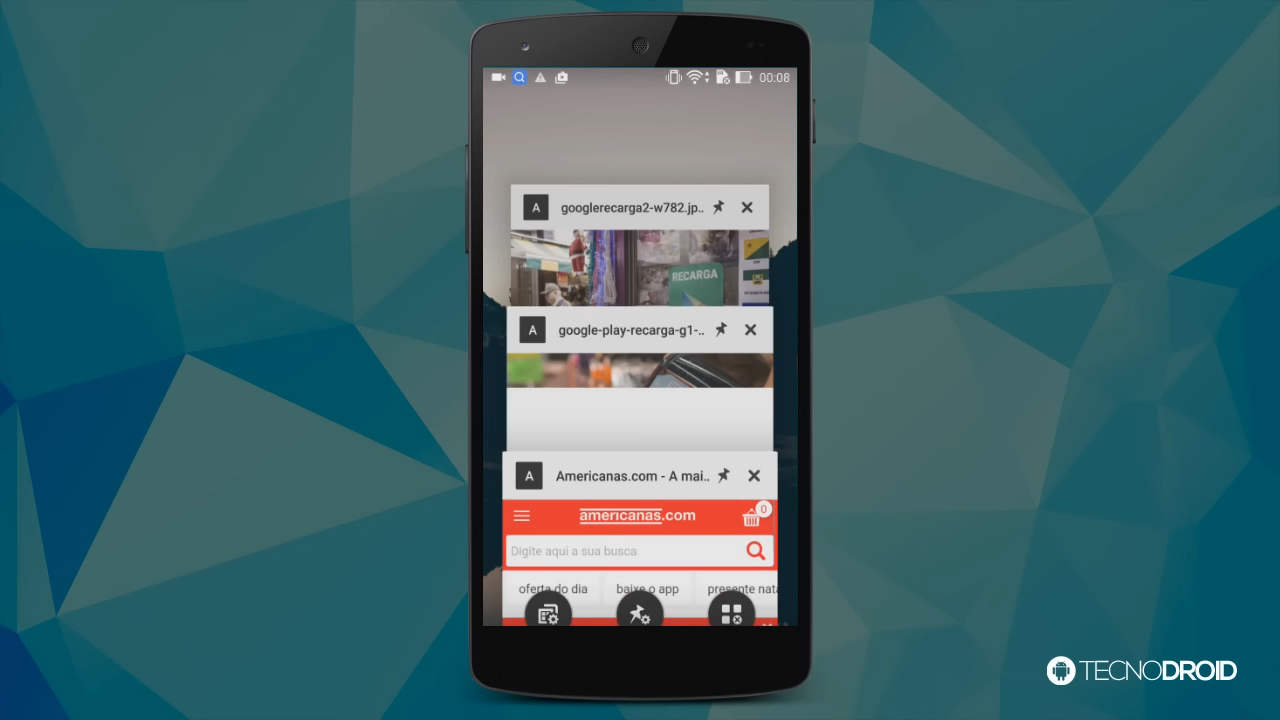 00:08
A googlerecarga2-w782.jp..
RECARGA
A google-play-recarga-g1-..
A Americanas.com - A mai..
americanas.com
0
Digite aqui a sua busca
oferta do dia baixe o app presente nata
TECNODROID